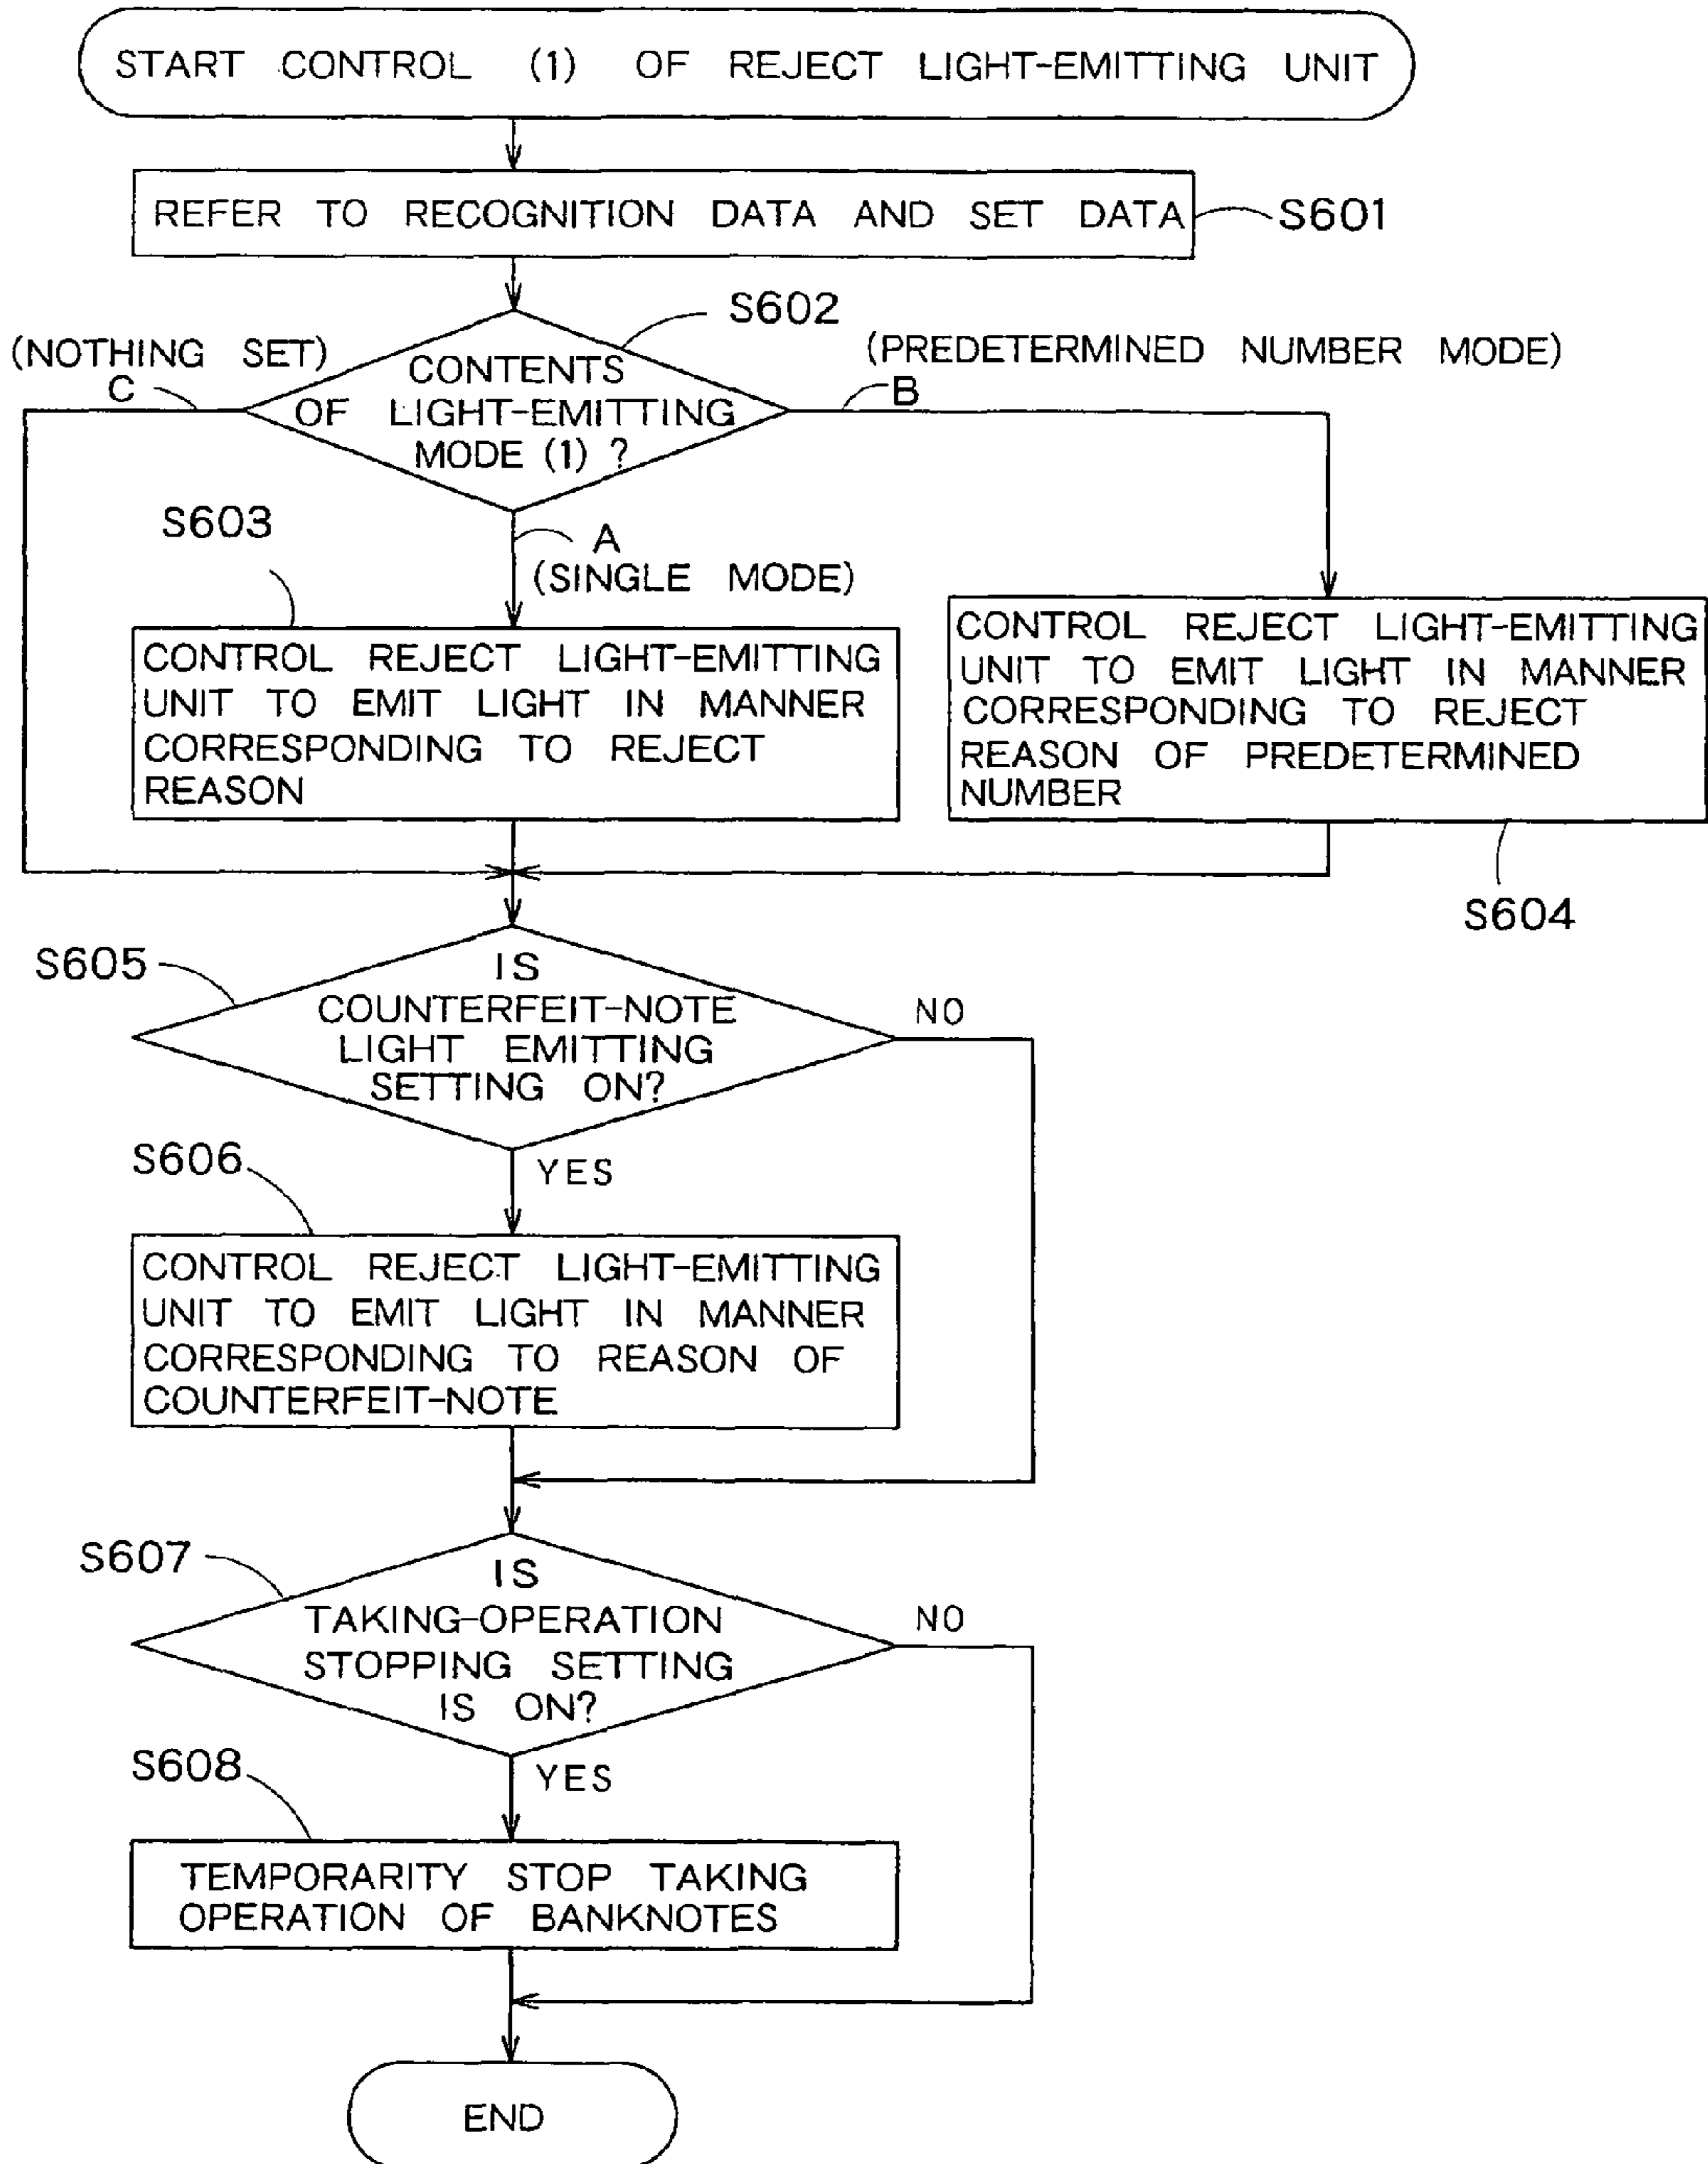 START CONTROL (1) OF REJECT LIGHT-EMITTING UNIT
REFER TO RECOGNITION DATA AND SET DATA
S601
S602
(NOTHING SET)
C
CONTENTS
OF LIGHT-EMITTING
MODE (1) ?
(PREDETERMINED NUMBER MODE)
B
S603
A
(SINGLE MODE)
CONTROL REJECT LIGHT-EMITTING
UNIT TO EMIT LIGHT IN MANNER
CORRESPONDING TO REJECT
REASON
CONTROL REJECT LIGHT-EMITTING
UNIT TO EMIT LIGHT IN MANNER
CORRESPONDING TO REJECT
REASON OF PREDETERMINED
NUMBER
S604
S605
IS
COUNTERFEIT-NOTE
LIGHT EMITTING
SETTING ON?
NO
YES
S606
CONTROL REJECT LIGHT-EMITTING
UNIT TO EMIT LIGHT IN MANNER
CORRESPONDING TO REASON OF
COUNTERFEIT-NOTE
S607
IS
TAKING-OPERATION
STOPPING SETTING
IS ON?
NO
YES
S608
TEMPORARITY STOP TAKING
OPERATION OF BANKNOTES
END